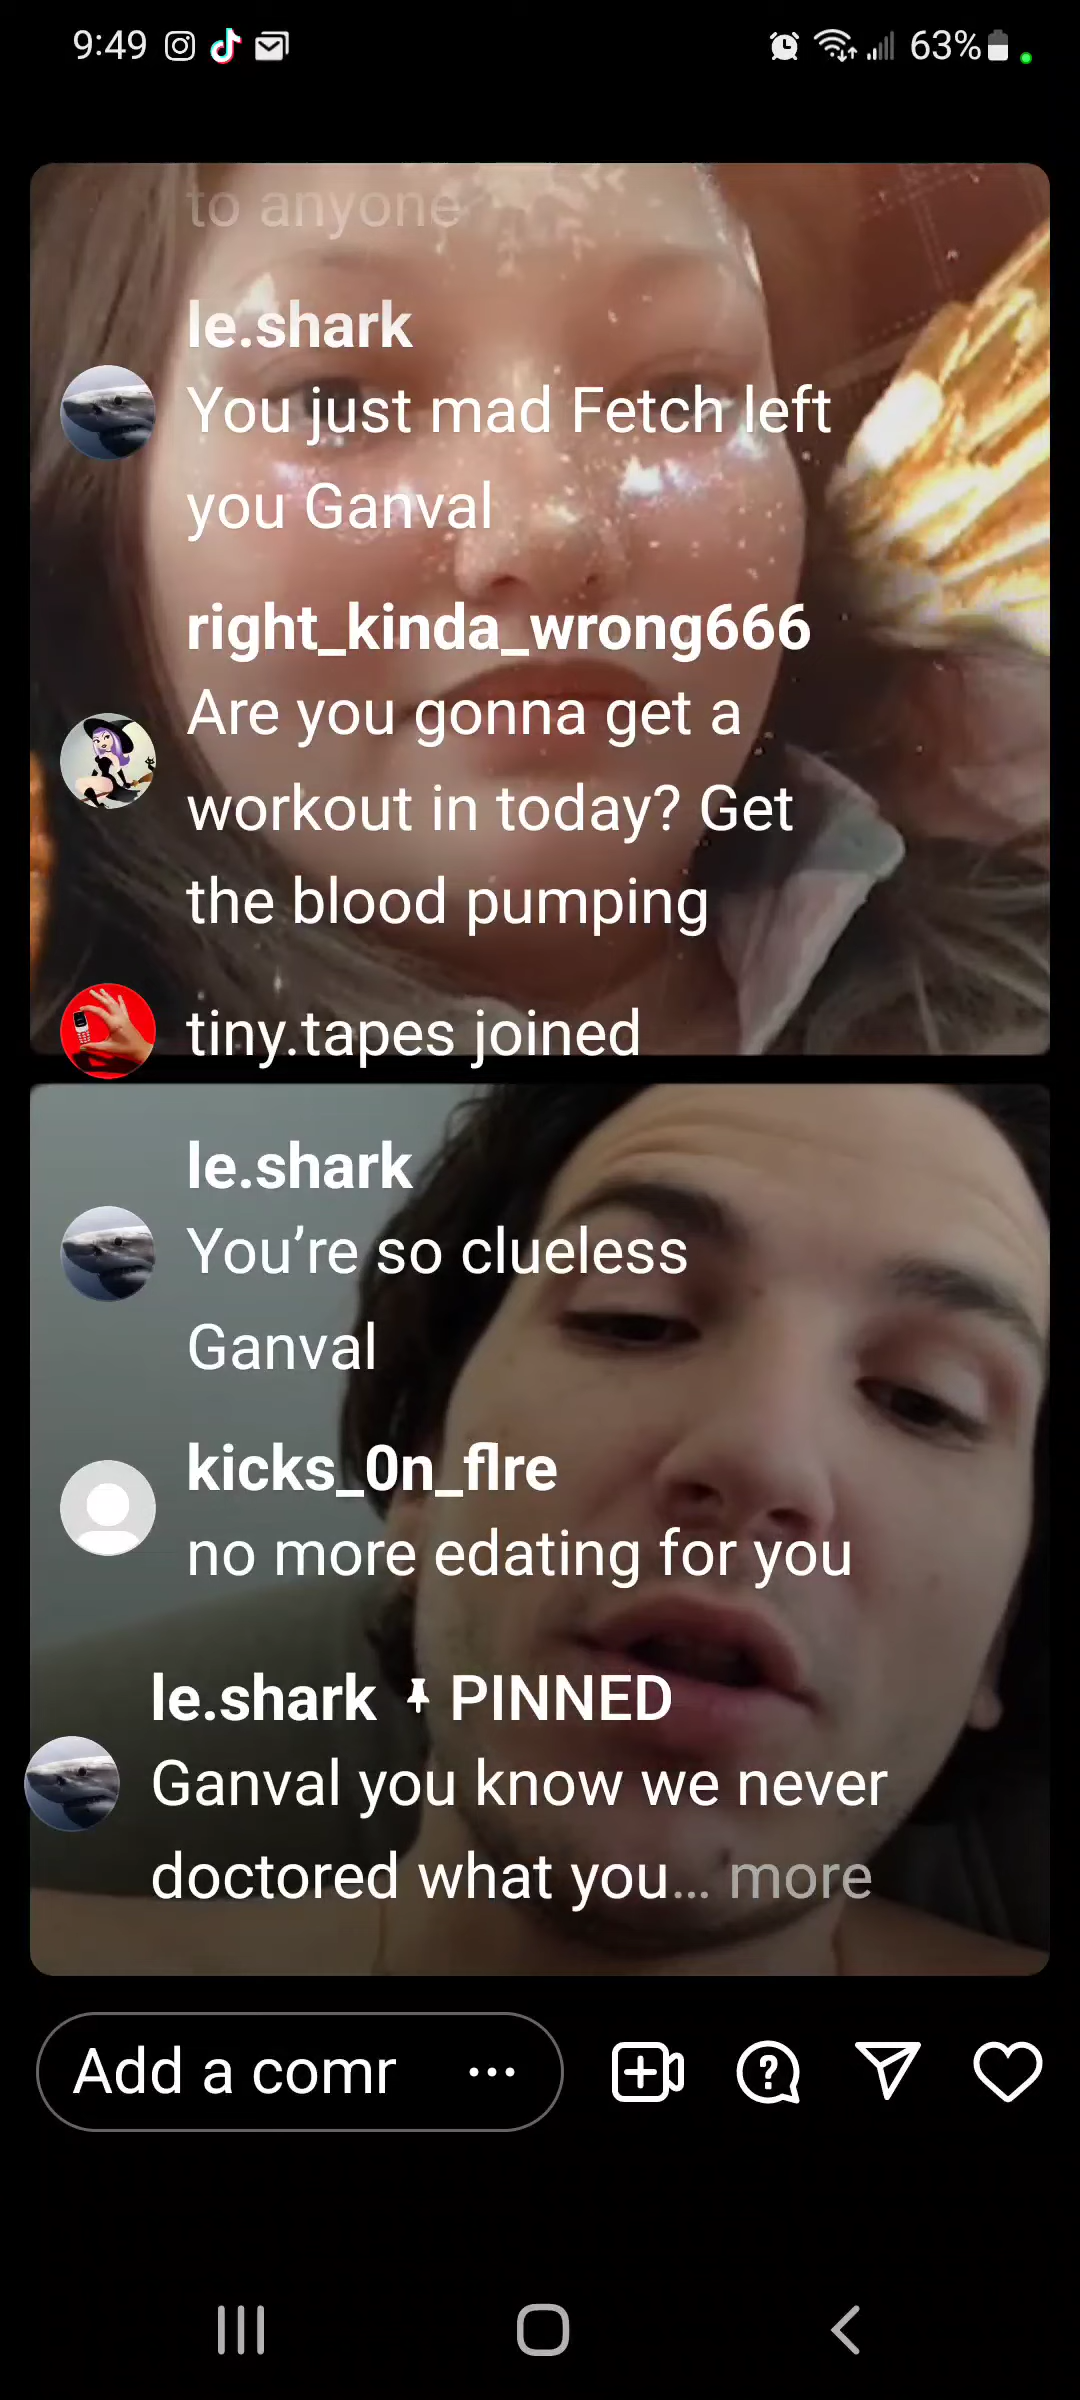 9:49
63%
to anyone
le.shark
You just mad Fetch left
you Ganval
right_kinda_wrong666
Are you gonna get a
workout in today? Get
the blood pumping
tiny.tapes joined
le.shark
You’re so clueless
Ganval
kicks_0n_fIre
no more edating for you
le.shark PINNED
Ganval you know we never
doctored what you... more
Add a comr